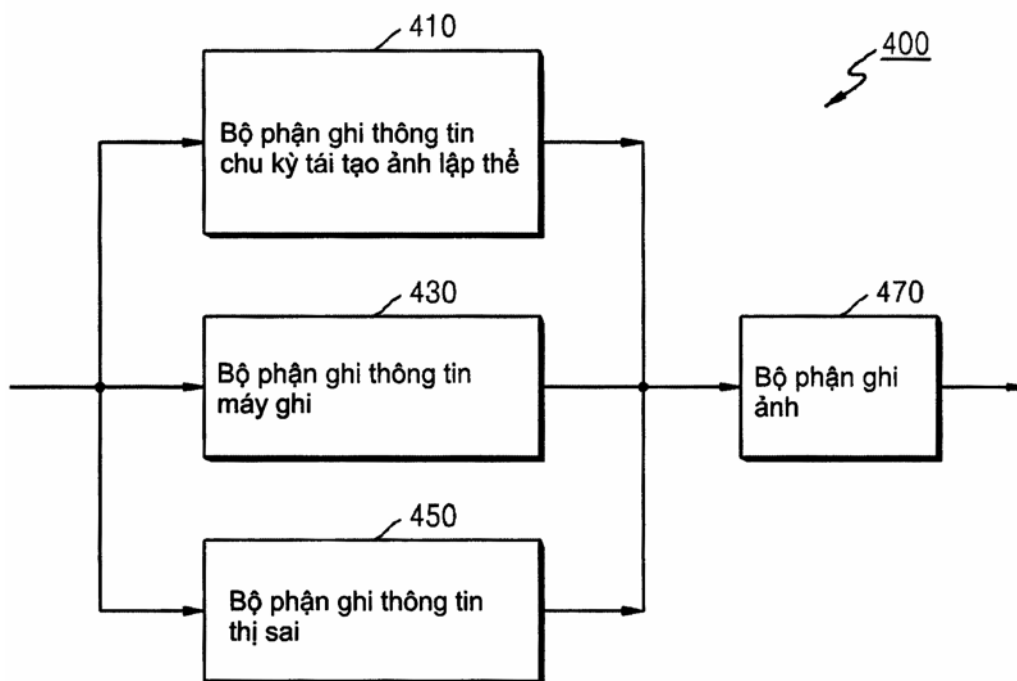 410
400
Bộ phận ghi thông tin
chu kỳ tái tạo ảnh lập thể
430
470
Bộ phận ghi thông tin
máy ghi
Bộ phận ghi
ảnh
450
Bộ phận ghi thông tin
thị sai